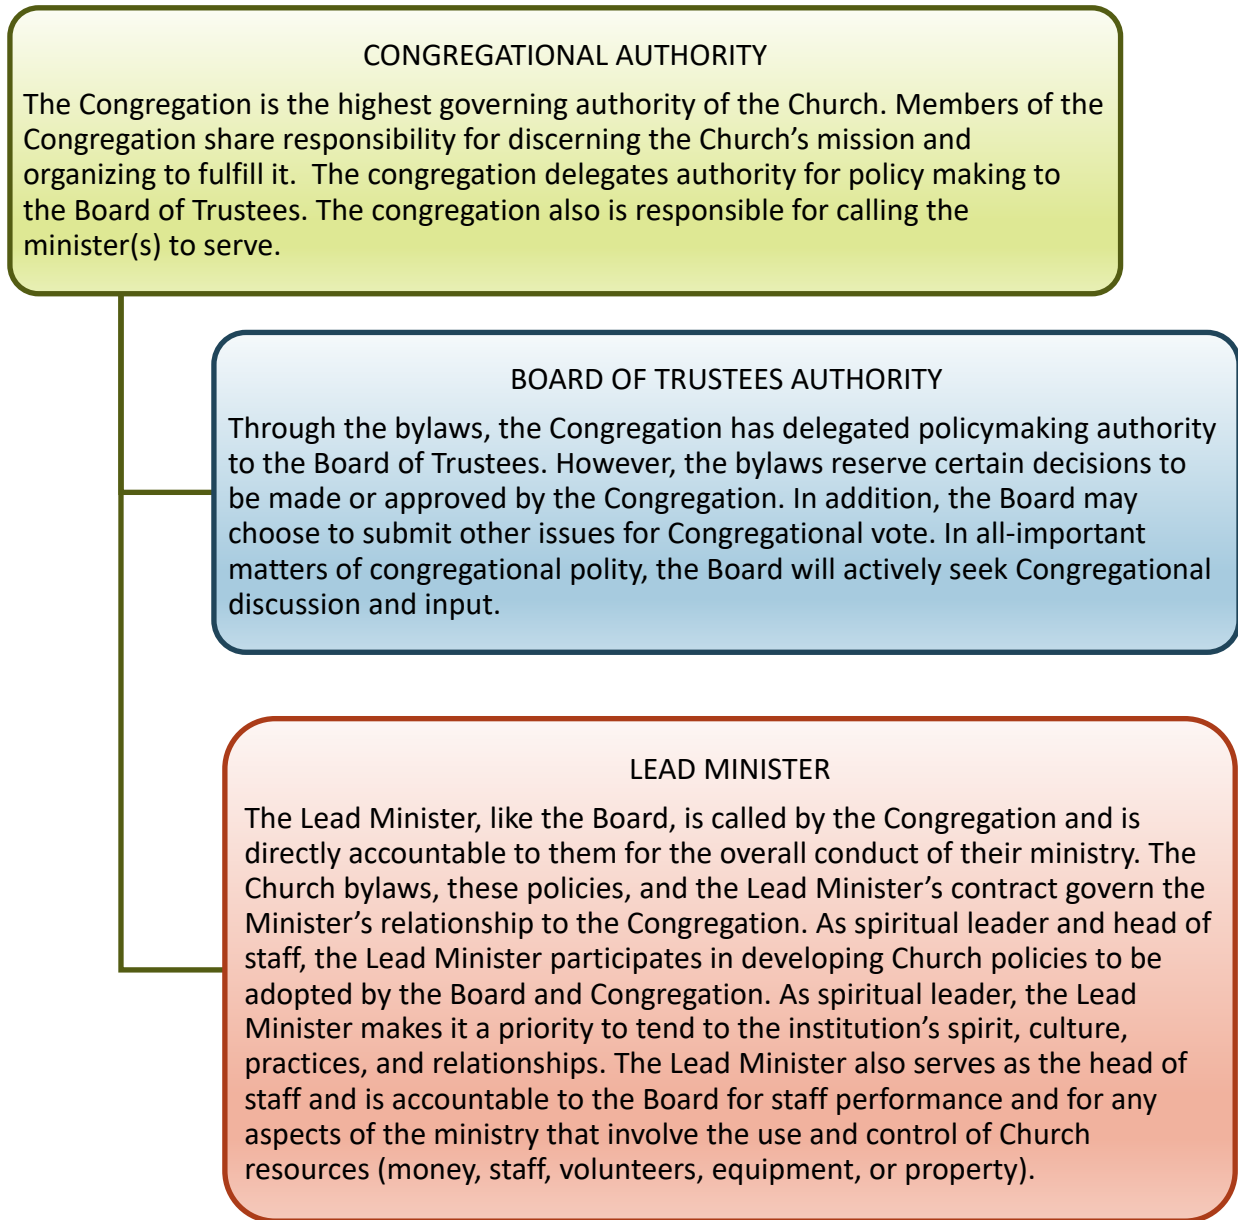 CONGREGATIONAL AUTHORITY
The Congregation is the highest governing authority of the Church. Members of the
Congregation share responsibility for discerning the Church’s mission and
organizing to fulfill it.  The congregation delegates authority for policy making to
the Board of Trustees. The congregation also is responsible for calling the
minister(s) to serve.
BOARD OF TRUSTEES AUTHORITY
Through the bylaws, the Congregation has delegated policymaking authority
to the Board of Trustees. However, the bylaws reserve certain decisions to
be made or approved by the Congregation. In addition, the Board may
choose to submit other issues for Congregational vote. In all-important
matters of congregational polity, the Board will actively seek Congregational
discussion and input.
LEAD MINISTER
The Lead Minister, like the Board, is called by the Congregation and is
directly accountable to them for the overall conduct of their ministry. The
Church bylaws, these policies, and the Lead Minister’s contract govern the
Minister’s relationship to the Congregation. As spiritual leader and head of
staff, the Lead Minister participates in developing Church policies to be
adopted by the Board and Congregation. As spiritual leader, the Lead
Minister makes it a priority to tend to the institution’s spirit, culture,
practices, and relationships. The Lead Minister also serves as the head of
staff and is accountable to the Board for staff performance and for any
aspects of the ministry that involve the use and control of Church
resources (money, staff, volunteers, equipment, or property).